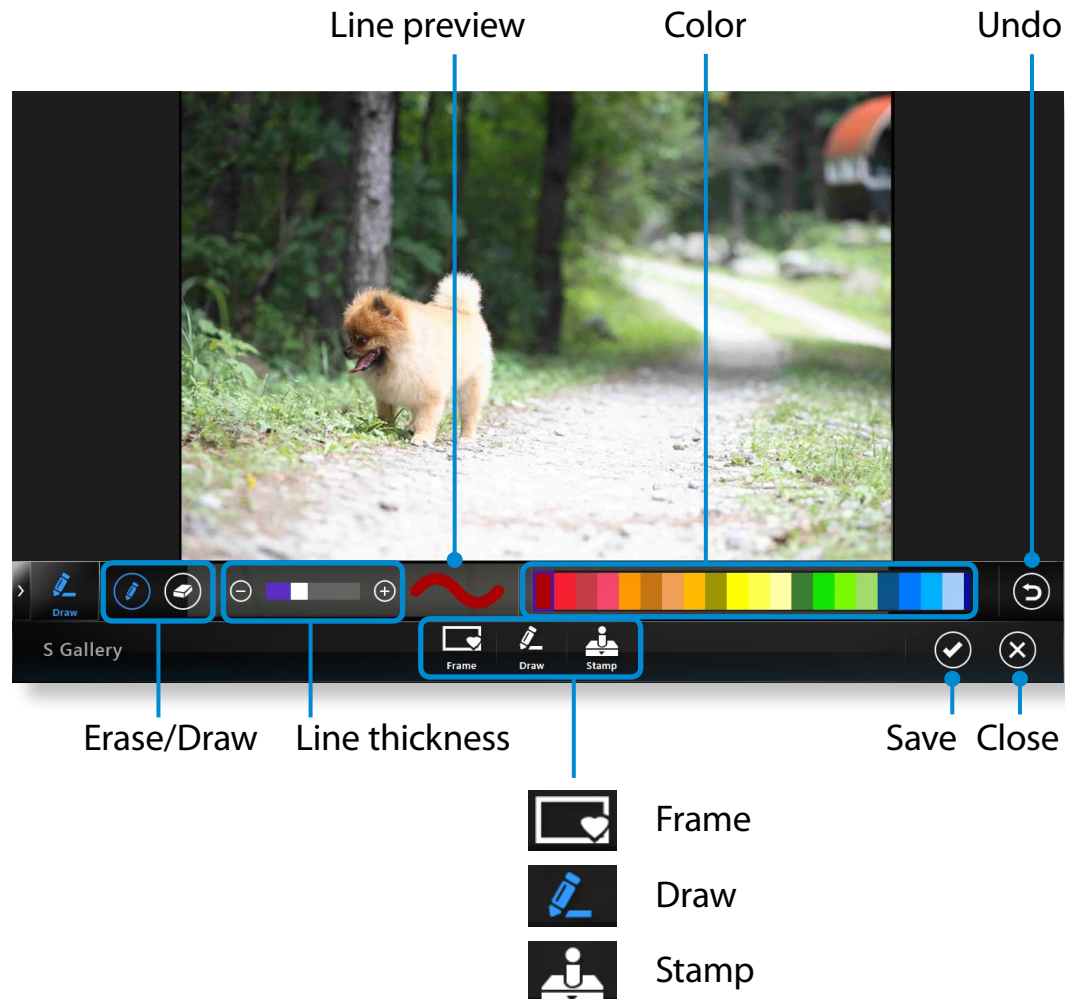 Line preview Color Undo
Draw
S Gallery
Frame Draw Stamp
Erase/Draw Line thickness Save Close
Frame
Draw
Stamp